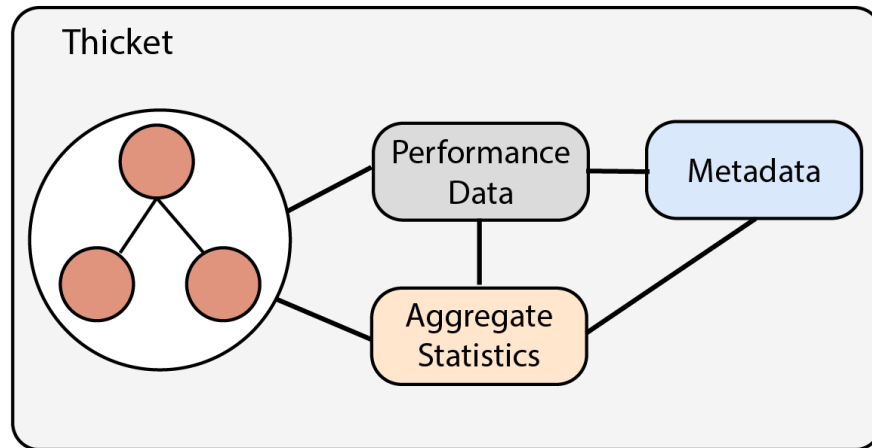 Thicket
Performance
Data
Metadata
Aggregate
Statistics